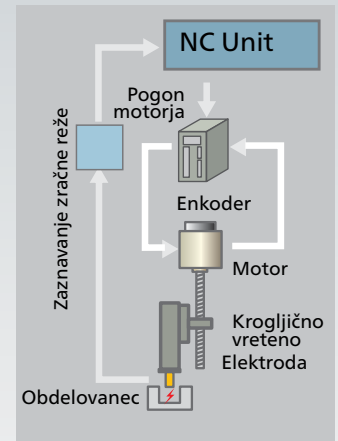 NC Unit
Pogon
motorja
Zaznavanje zračne reže
Enkoder
Motor
Krogljično
vreteno
Elektroda
Obdelovanec